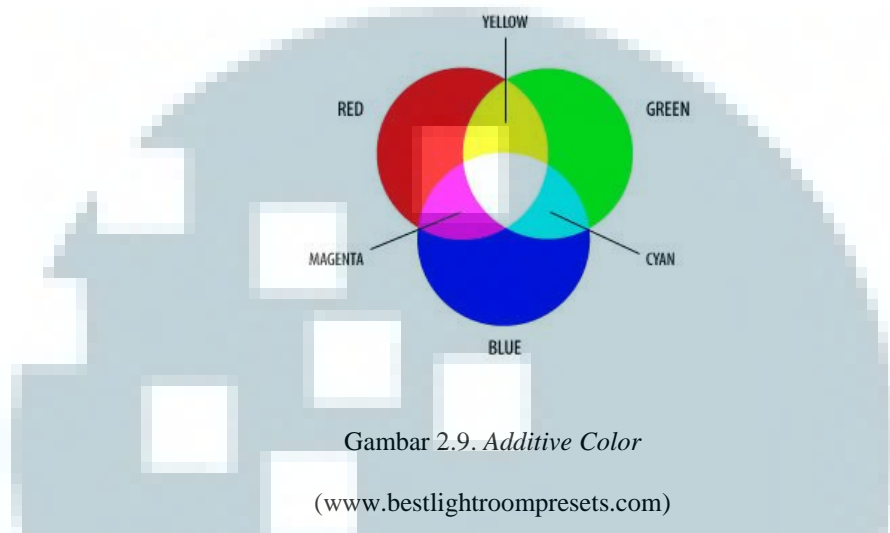 YELLOW
RED
GREEN
MAGENTA
CYAN
BLUE
Gambar 2.9. Additive Color
(www.bestlightroompresets.com)